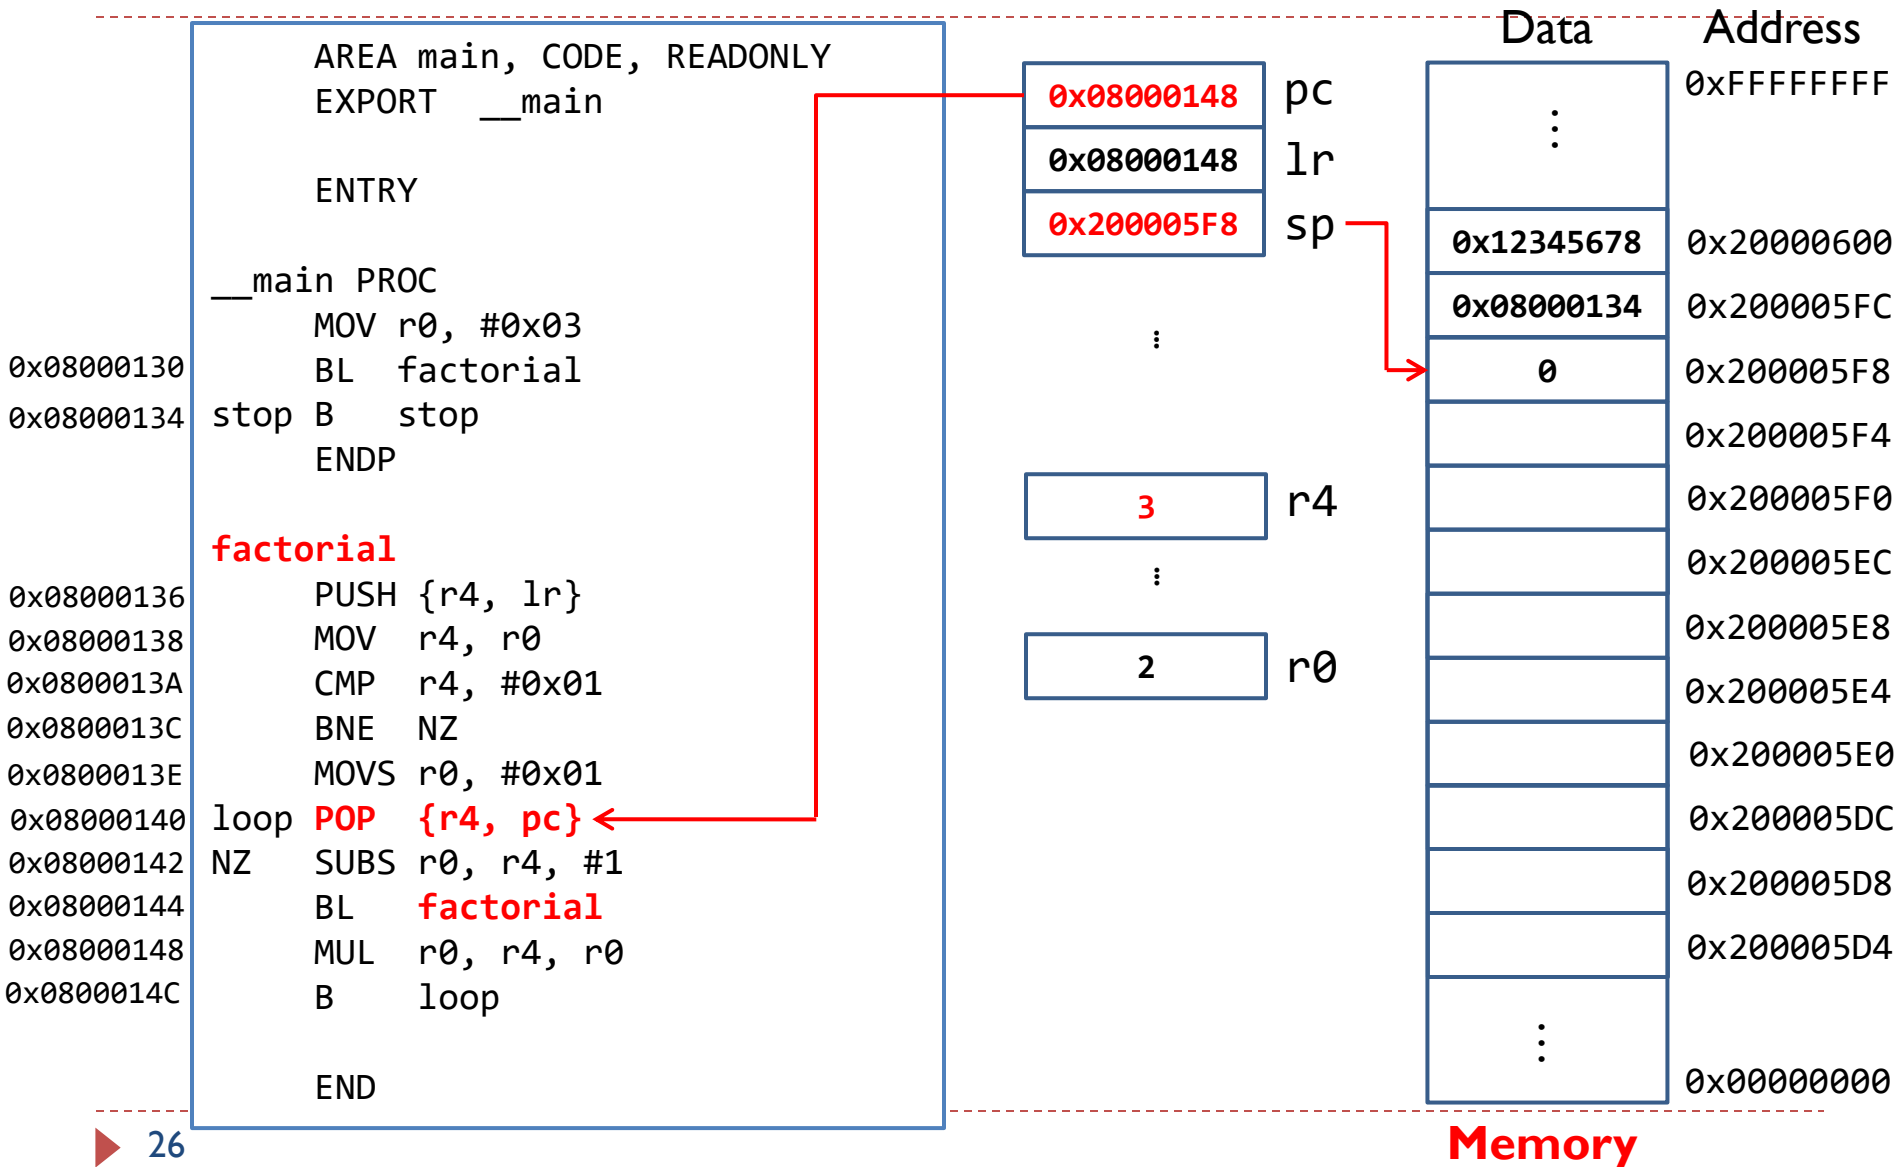 AREA main, CODE, READONLY
EXPORT __main
ENTRY
__main PROC
MOV r0, #0x03
0x08000130 BL factorial
0x08000134 stop B stop
ENDP
factorial
0x08000136 PUSH {r4, lr}
0x08000138 MOV r4, r0
0x0800013A CMP r4, #0x01
0x0800013C BNE NZ
0x0800013E MOVS r0, #0x01
0x08000140 loop POP {r4, pc}
0x08000142 NZ SUBS r0, r4, #1
0x08000144 BL factorial
0x08000148 MUL r0, r4, r0
0x0800014C B loop
END
0x08000148 pc
0x08000148 lr
0x200005F8 sp
⋮
3 r4
⋮
2 r0
Data Address
0xFFFFFFFF
⋮
0x12345678 0x20000600
0x08000134 0x200005FC
0 0x200005F8
0x200005F4
0x200005F0
0x200005EC
0x200005E8
0x200005E4
0x200005E0
0x200005DC
0x200005D8
0x200005D4
⋮
0x00000000
Memory
26